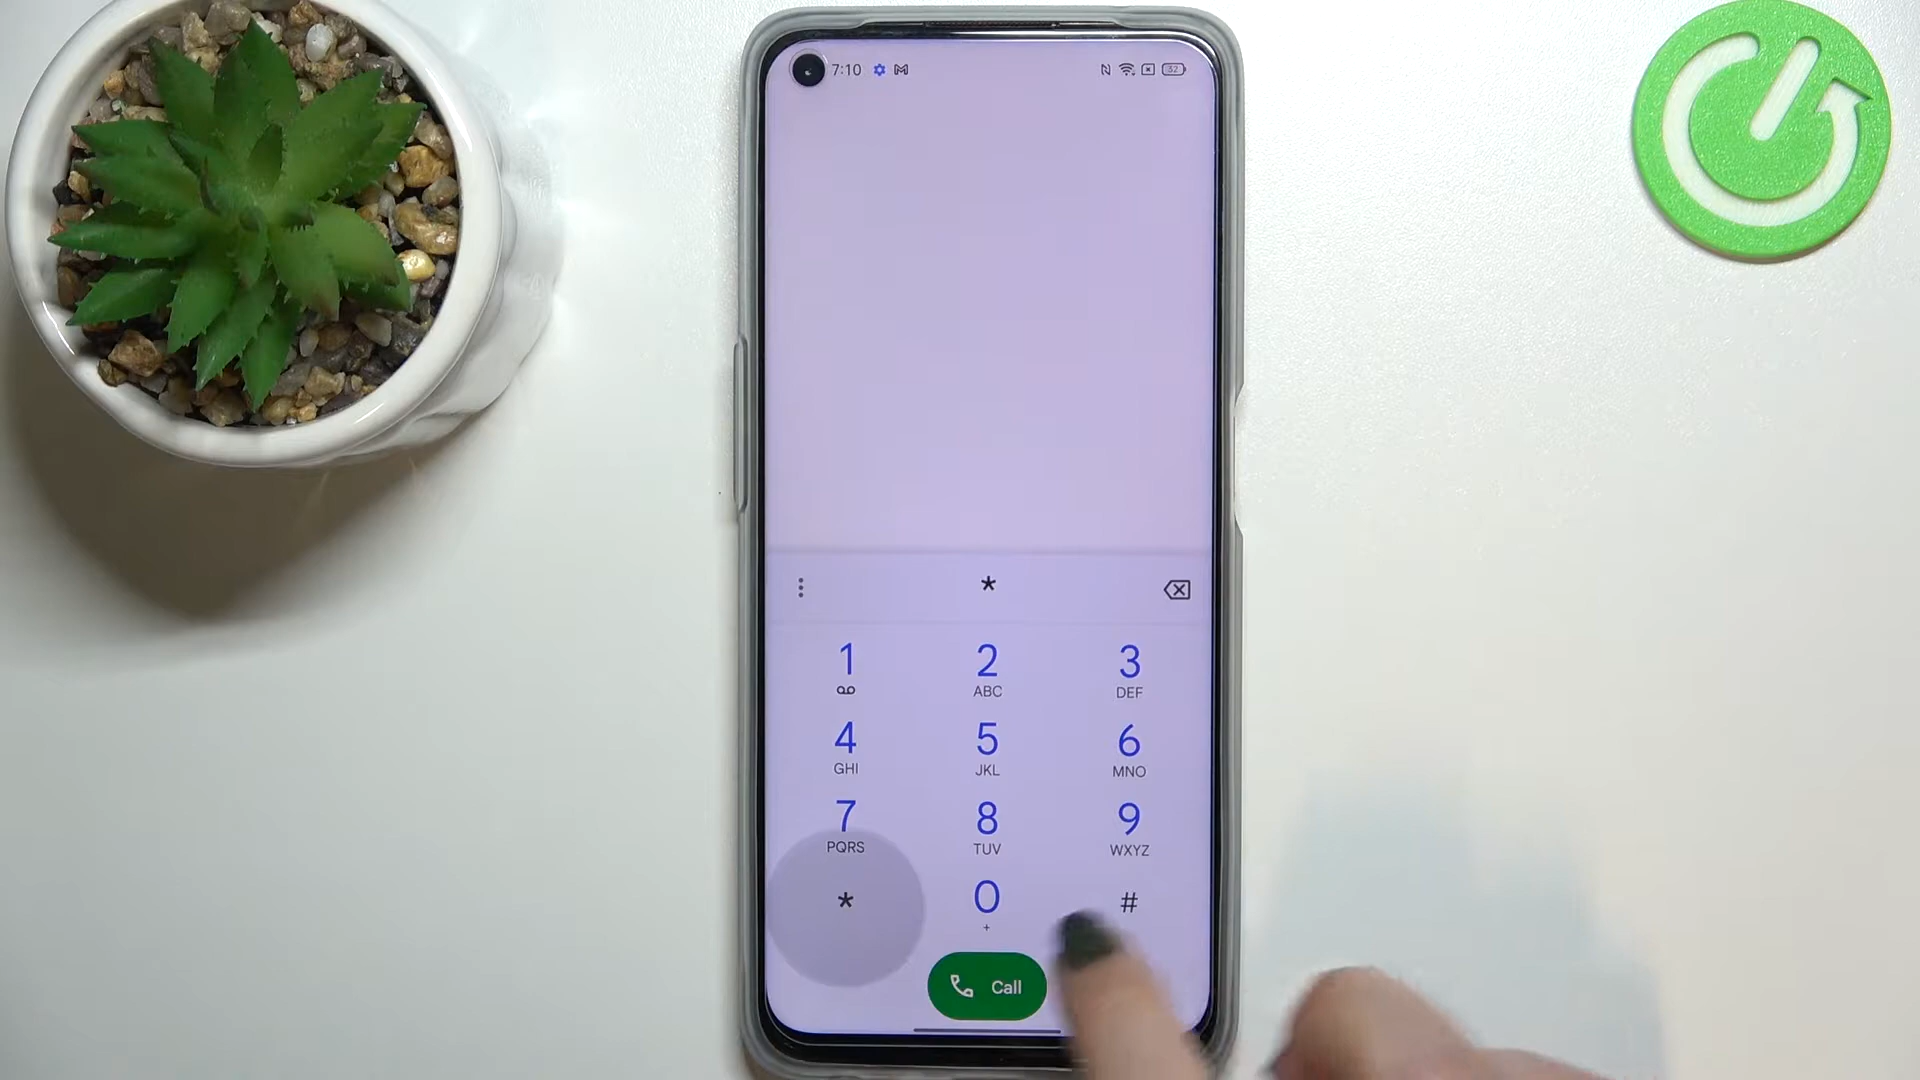 7:10
32
*
1 2 3
ABC DEF
4 5 6
GHI JKL MNO
7 8 9
PQRS TUV WXYZ
* 0 #
+
Call